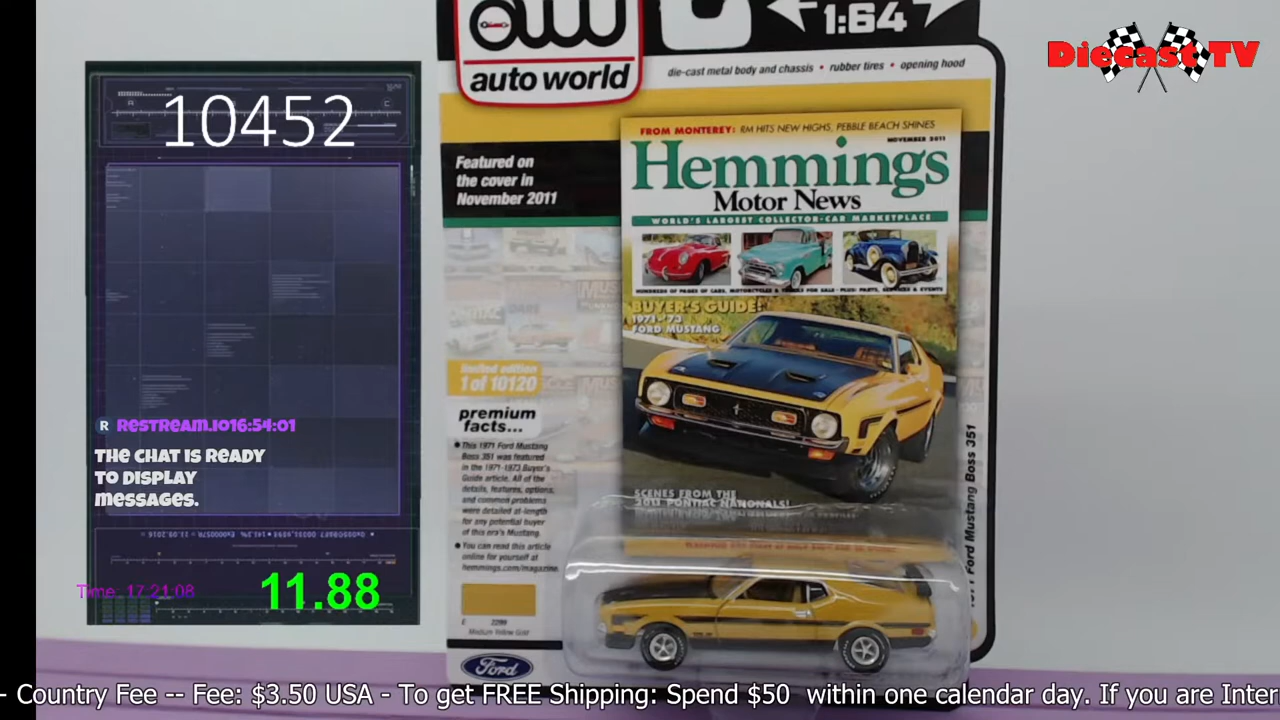 auto world
1:64
die-cast metal body and chassis • rubber tires • opening hood
Diecast TV
10452
FROM MONTEREY: RM HITS NEW HIGHS, PEBBLE BEACH SHINES
NOVEMBER 2011
Hemmings
Motor News
WORLD'S LARGEST COLLECTOR-CAR MARKETPLACE
Featured on
the cover in
November 2011
BUYER'S GUIDE:
1971-'73
FORD MUSTANG
limited edition
1 of 10120
premium
facts...
• This 1971 Ford Mustang
Boss 351 was featured
in the 1971-1973 Buyer's
Guide article. All of the
details, features, options,
and common problems
were detailed at-length
for any potential buyer
of this era's Mustang.
• You can read this article
online for yourself at
hemmings.com/magazine.
SCENES FROM THE
PONTIAC NATIONALS!
Ford Mustang Boss 351
Medium Yellow Gold
Ford
R Restream.io 16:54:01
The chat is ready
to display
messages.
Time: 17:21:08
11.88
- Country Fee -- Fee: $3.50 USA - To get FREE Shipping: Spend $50 within one calendar day. If you are Inter